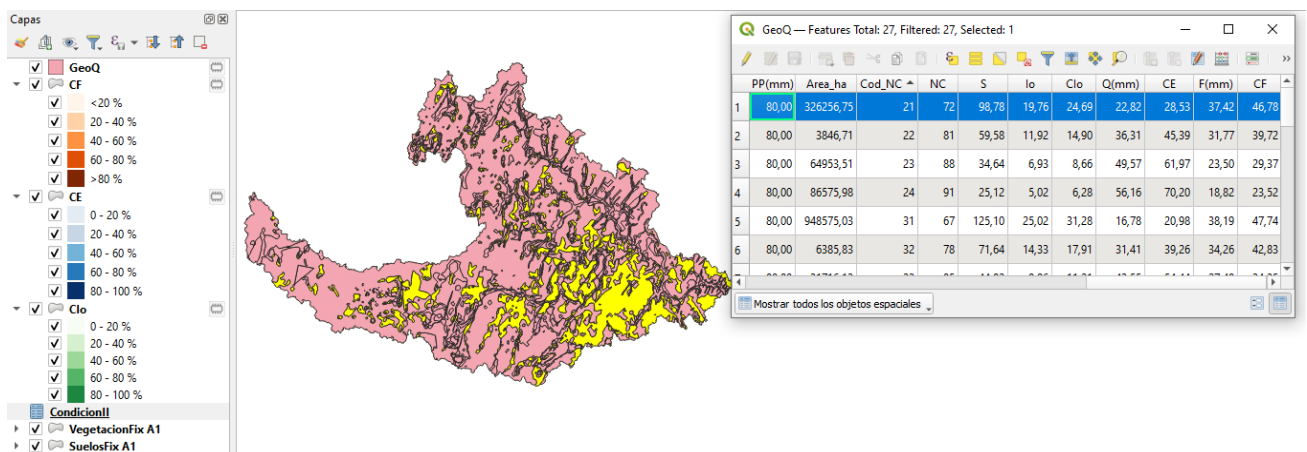 Capas
GeoQ
CF
<20 %
20 - 40 %
40 - 60 %
60 - 80 %
>80 %
CE
0 - 20 %
20 - 40 %
40 - 60 %
60 - 80 %
80 - 100 %
Clo
0 - 20 %
20 - 40 %
40 - 60 %
60 - 80 %
80 - 100 %
CondicionII
VegetacionFix A1
SuelosFix A1
GeoQ — Features Total: 27, Filtered: 27, Selected: 1
PP(mm) Area_ha Cod_NC NC S Io Clo Q(mm) CE F(mm) CF
1 80,00 326256,75 21 72 98,78 19,76 24,69 22,82 28,53 37,42 46,78
2 80,00 3846,71 22 81 59,58 11,92 14,90 36,31 45,39 31,77 39,72
3 80,00 64953,51 23 88 34,64 6,93 8,66 49,57 61,97 23,50 29,37
4 80,00 86575,98 24 91 25,12 5,02 6,28 56,16 70,20 18,82 23,52
5 80,00 948575,03 31 67 125,10 25,02 31,28 16,78 20,98 38,19 47,74
6 80,00 6385,83 32 78 71,64 14,33 17,91 31,41 39,26 34,26 42,83
Mostrar todos los objetos espaciales